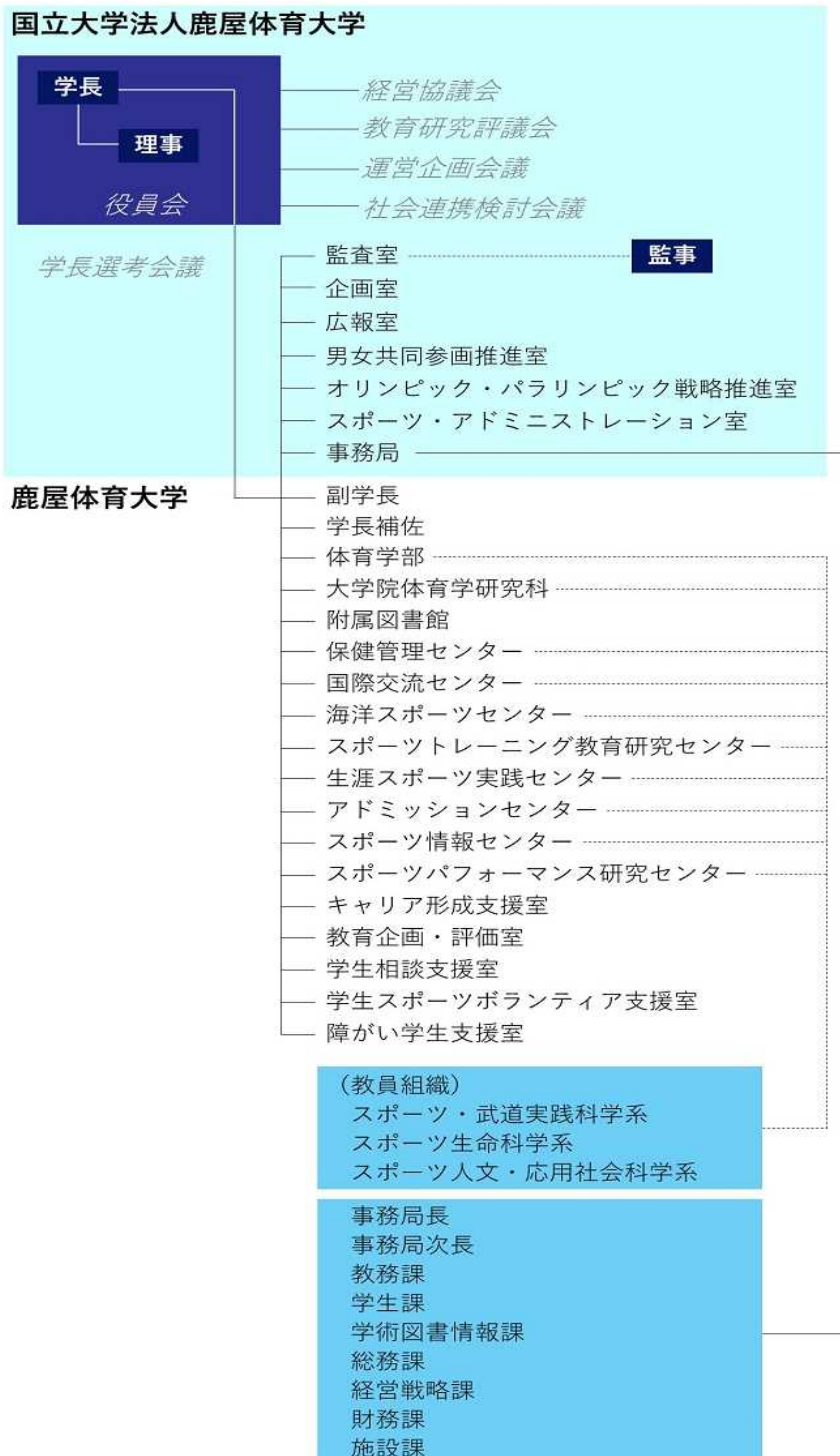 国立大学法人鹿屋体育大学
学長
理事
役員会
学長選考会議
経営協議会
教育研究評議会
運営企画会議
社会連携検討会議
監査室
監事
企画室
広報室
男女共同参画推進室
オリンピック・パラリンピック戦略推進室
スポーツ・アドミニストレーション室
事務局
鹿屋体育大学
副学長
学長補佐
体育学部
大学院体育学研究科
附属図書館
保健管理センター
国際交流センター
海洋スポーツセンター
スポーツトレーニング教育研究センター
生涯スポーツ実践センター
アドミッションセンター
スポーツ情報センター
スポーツパフォーマンス研究センター
キャリア形成支援室
教育企画・評価室
学生相談支援室
学生スポーツボランティア支援室
障がい学生支援室
（教員組織）
スポーツ・武道実践科学系
スポーツ生命科学系
スポーツ人文・応用社会科学系
事務局長
事務局次長
教務課
学生課
学術図書情報課
総務課
経営戦略課
財務課
施設課